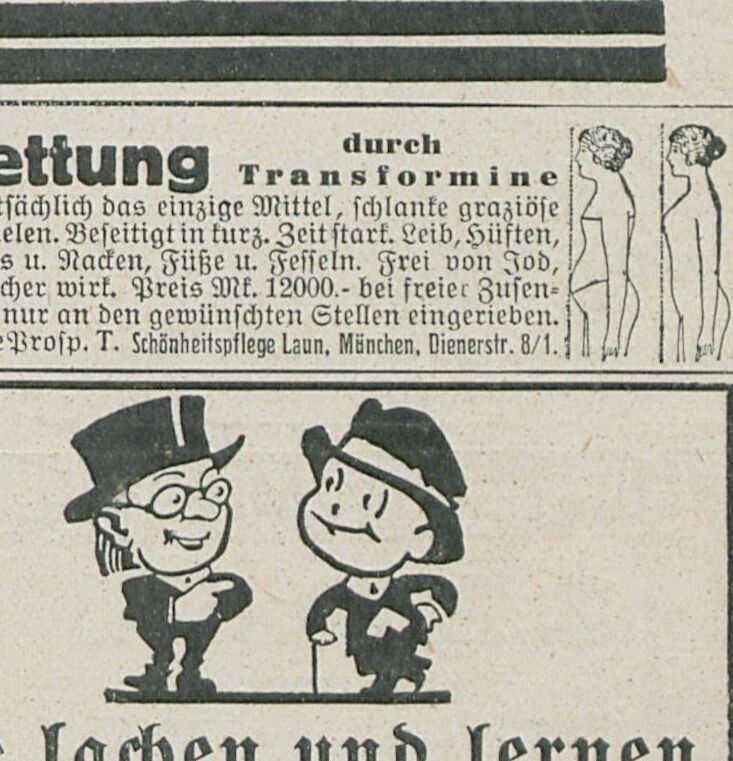 ettung durch
Transformine
tsächlich das einzige Mittel, schlanke graziöse
elen. Beseitigt in kurz. Zeit stark. Leib, Hüften,
s u. Nacken, Füße u. Fesseln. Frei von Jod,
cher wirk. Preis Mk. 12000.- bei freier Zusen-
nur an den gewünschten Stellen eingerieben.
e Prosp. T. Schönheitspflege Laun, München, Dienerstr. 8/1.
lachen und lernen